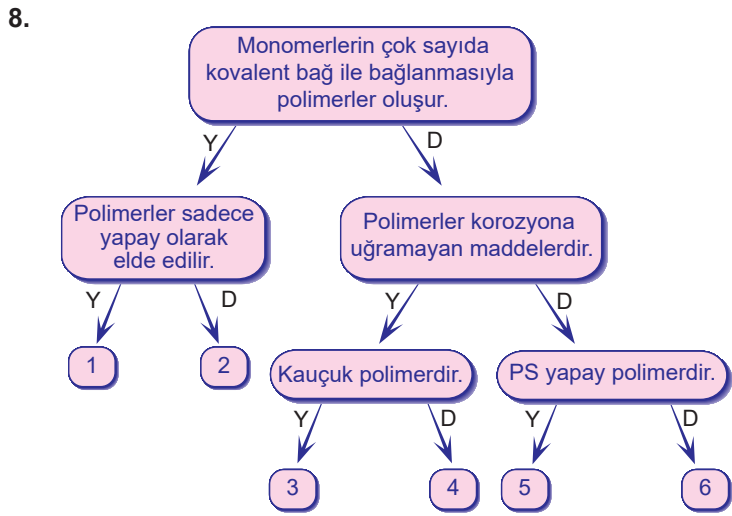 8.
Monomerlerin çok sayıda
kovalent bağ ile bağlanmasıyla
polimerler oluşur.
Y
D
Polimerler sadece
yapay olarak
elde edilir.
Polimerler korozyona
uğramayan maddelerdir.
Y
D
Y
D
1
2
Kauçuk polimerdir.
PS yapay polimerdir.
Y
D
Y
D
3
4
5
6